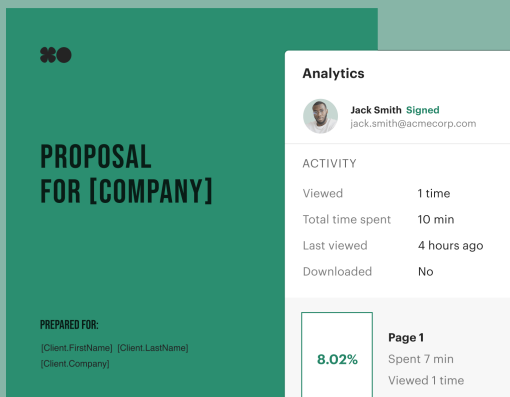 PROPOSAL
FOR [COMPANY]
PREPARED FOR:
[Client.FirstName] [Client.LastName]
[Client.Company]
Analytics
Jack Smith Signed
jack.smith@acmecorp.com
ACTIVITY
Viewed 1 time
Total time spent 10 min
Last viewed 4 hours ago
Downloaded No
8.02%
Page 1
Spent 7 min
Viewed 1 time